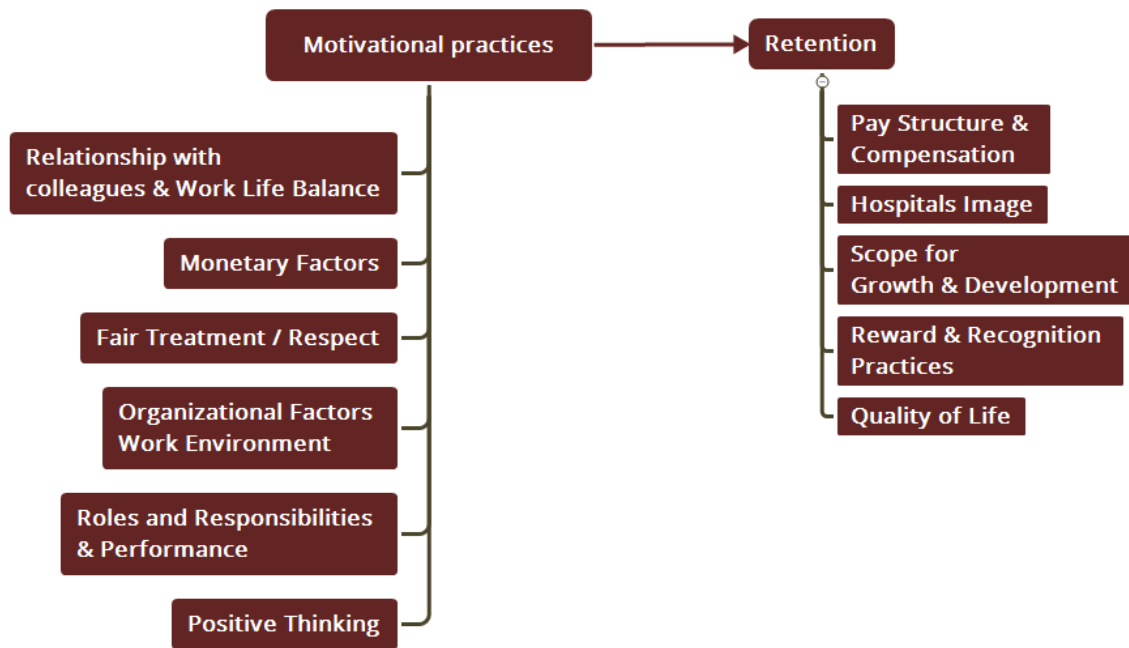 Motivational practices
Retention
Relationship with
colleagues & Work Life Balance
Monetary Factors
Fair Treatment / Respect
Organizational Factors
Work Environment
Roles and Responsibilities
& Performance
Positive Thinking
Pay Structure &
Compensation
Hospitals Image
Scope for
Growth & Development
Reward & Recognition
Practices
Quality of Life